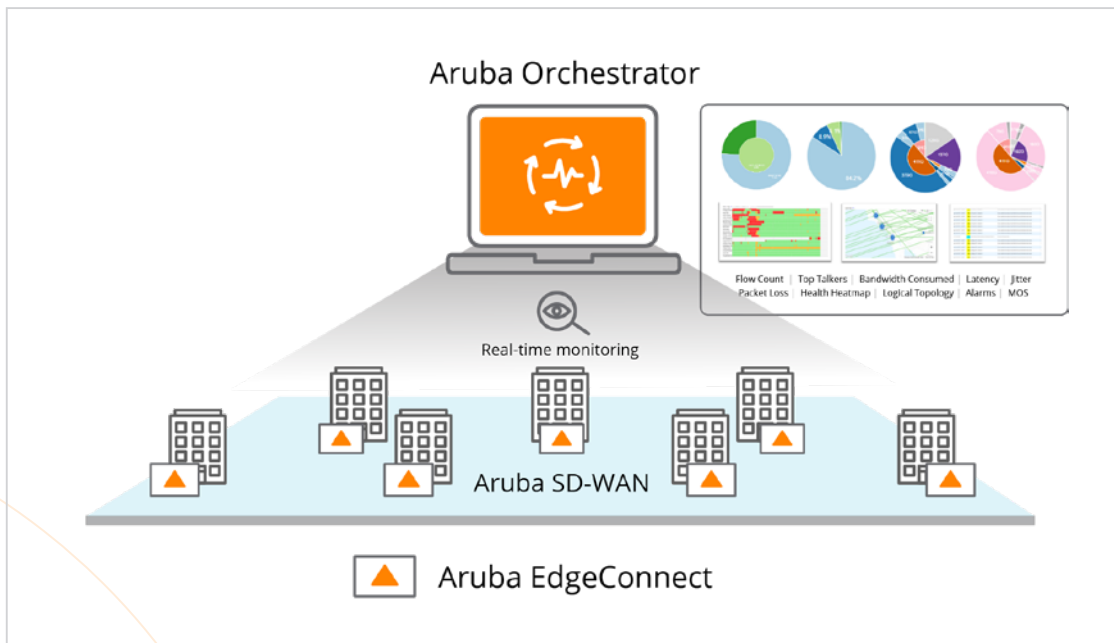 Aruba Orchestrator
Flow Count | Top Talkers | Bandwidth Consumed | Latency | Jitter
Packet Loss | Health Heatmap | Logical Topology | Alarms | MOS
Real-time monitoring
Aruba SD-WAN
Aruba EdgeConnect